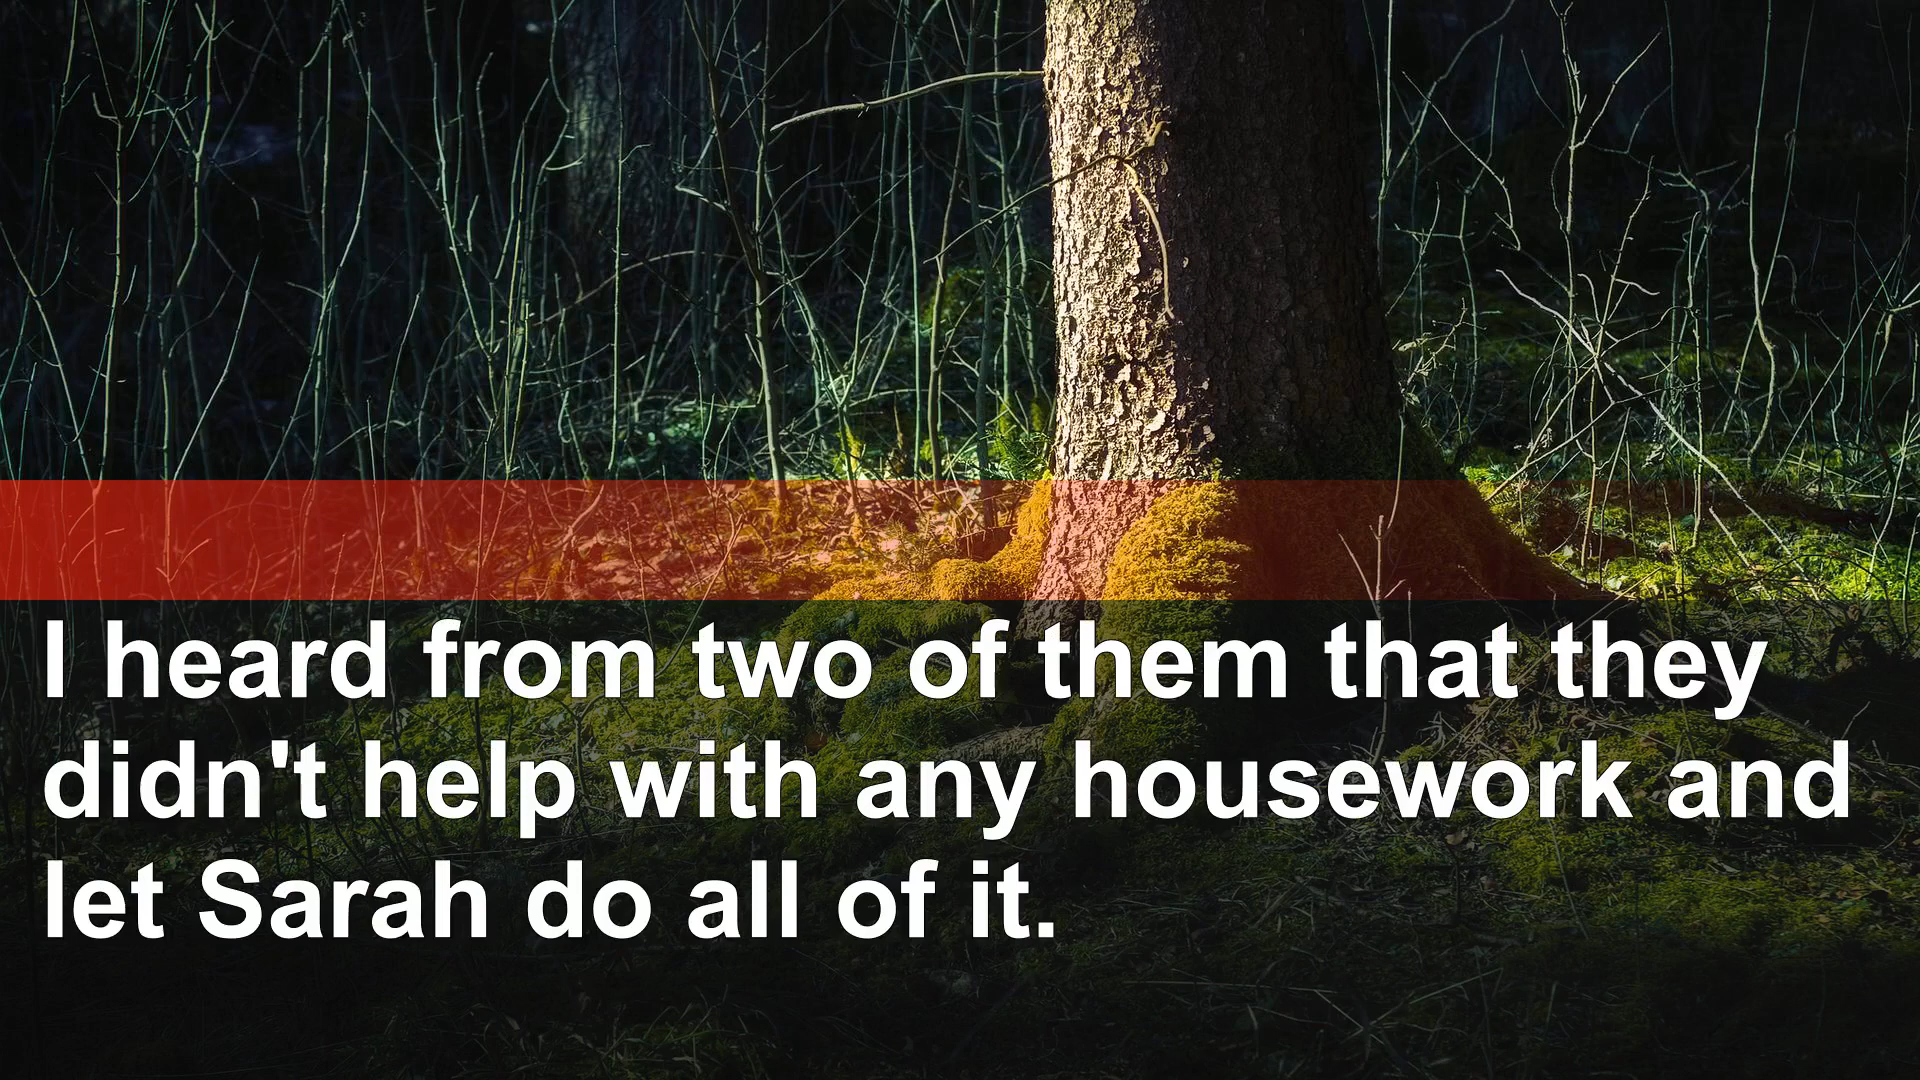 I heard from two of them that they
didn't help with any housework and
let Sarah do all of it.